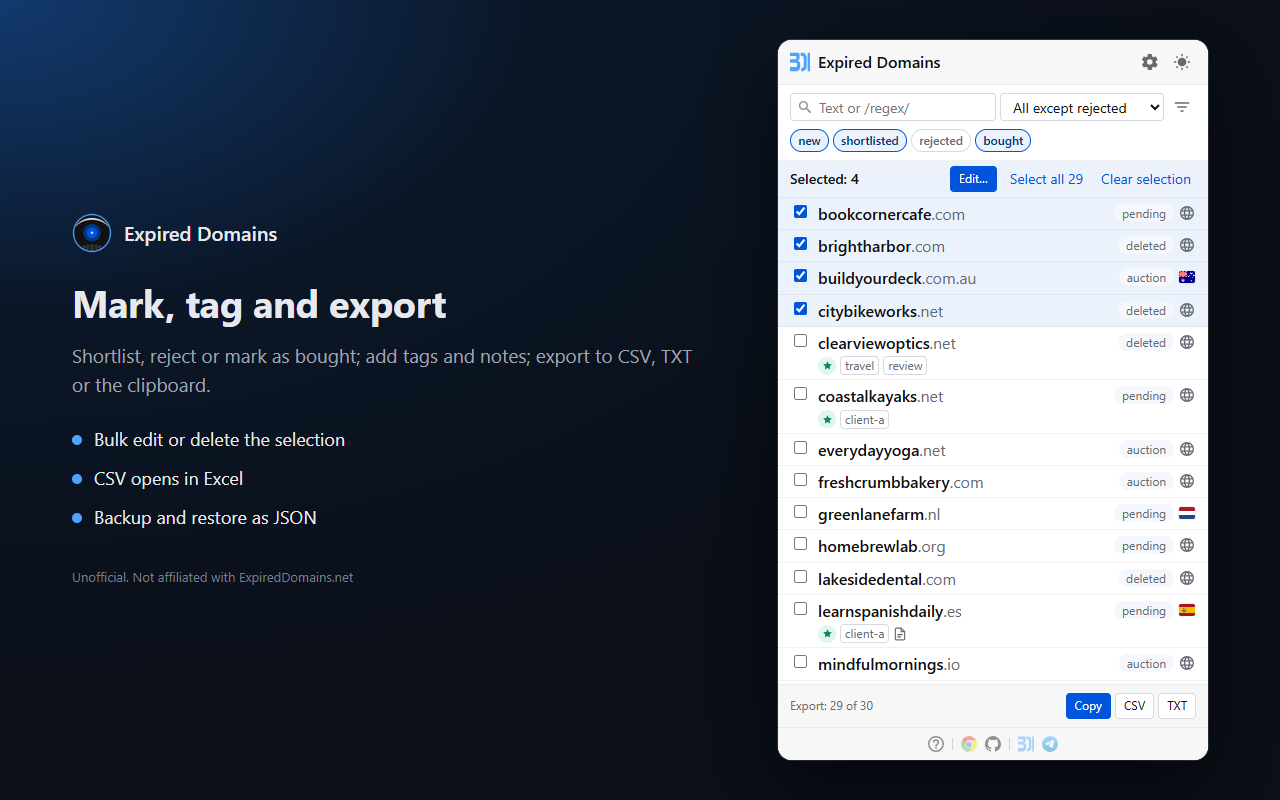 Expired Domains
Mark, tag and export
Shortlist, reject or mark as bought; add tags and notes; export to CSV, TXT
or the clipboard.
Bulk edit or delete the selection
CSV opens in Excel
Backup and restore as JSON
Unofficial. Not affiliated with ExpiredDomains.net
Expired Domains
Text or /regex/ All except rejected
new shortlisted rejected bought
Selected: 4 Edit... Select all 29 Clear selection
bookcornercafe.com pending
brightharbor.com deleted
buildyourdeck.com.au auction
citybikeworks.net deleted
clearviewoptics.net deleted
travel review
coastalkayaks.net pending
client-a
everydayyoga.net auction
freshcrumbbakery.com auction
greenlanefarm.nl pending
homebrewlab.org pending
lakesidedental.com deleted
learnspanishdaily.es pending
client-a
mindfulmornings.io auction
Export: 29 of 30 Copy CSV TXT